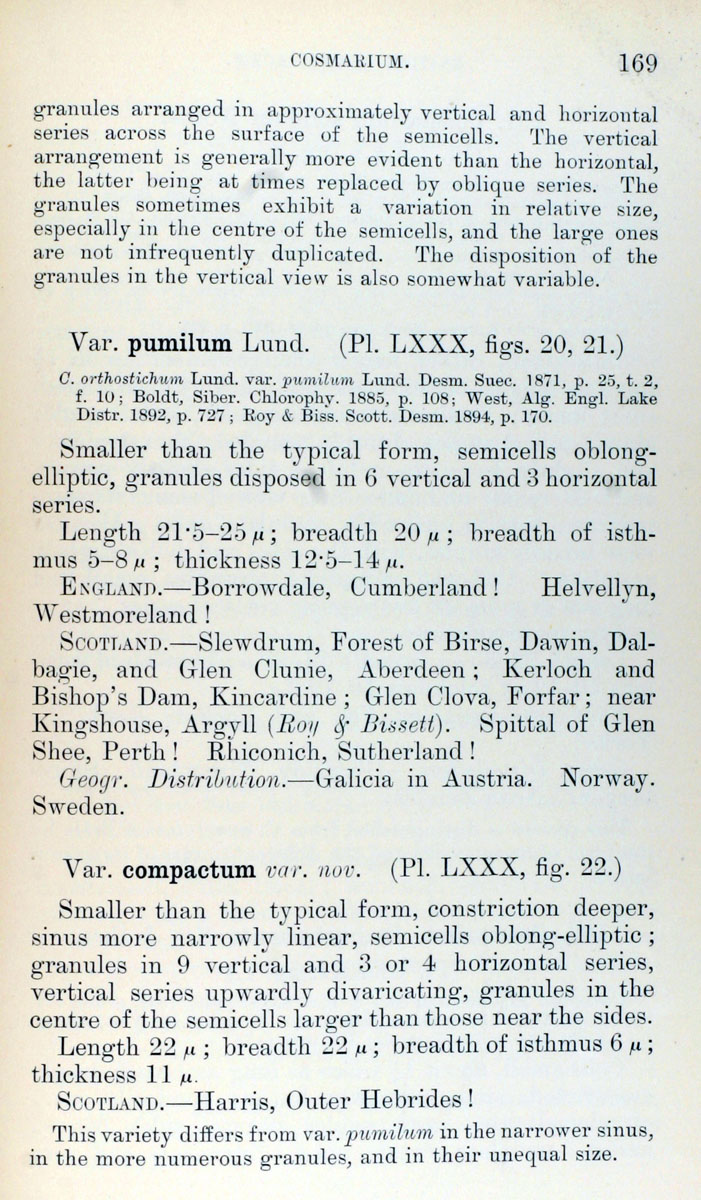 COSMARIUM. 169
granules arranged in approximately vertical and horizontal
series across the surface of the semicells. The vertical
arrangement is generally more evident than the horizontal,
the latter being at times replaced by oblique series. The
granules sometimes exhibit a variation in relative size,
especially in the centre of the semicells, and the large ones
are not infrequently duplicated. The disposition of the
granules in the vertical view is also somewhat variable.
Var. pumilum Lund. (Pl. LXXX, figs. 20, 21.)
C. orthostichum Lund. var. pumilum Lund. Desm. Suec. 1871, p. 25, t. 2,
f. 10; Boldt, Siber. Chlorophy. 1885, p. 108; West, Alg. Engl. Lake
Distr. 1892, p. 727; Roy & Biss. Scott. Desm. 1894, p. 170.
Smaller than the typical form, semicells oblong-
elliptic, granules disposed in 6 vertical and 3 horizontal
series.
Length 21·5–25 μ; breadth 20 μ; breadth of isth-
mus 5–8 μ; thickness 12·5–14 μ.
ENGLAND.—Borrowdale, Cumberland! Helvellyn,
Westmoreland!
SCOTLAND.—Slewdrum, Forest of Birse, Dawin, Dal-
bagie, and Glen Clunie, Aberdeen; Kerloch and
Bishop's Dam, Kincardine; Glen Clova, Forfar; near
Kingshouse, Argyll (Roy & Bissett). Spittal of Glen
Shee, Perth! Rhiconich, Sutherland!
Geogr. Distribution.—Galicia in Austria. Norway.
Sweden.
Var. compactum var. nov. (Pl. LXXX, fig. 22.)
Smaller than the typical form, constriction deeper,
sinus more narrowly linear, semicells oblong-elliptic;
granules in 9 vertical and 3 or 4 horizontal series,
vertical series upwardly divaricating, granules in the
centre of the semicells larger than those near the sides.
Length 22 μ; breadth 22 μ; breadth of isthmus 6 μ;
thickness 11 μ.
SCOTLAND.—Harris, Outer Hebrides!
This variety differs from var. pumilum in the narrower sinus,
in the more numerous granules, and in their unequal size.